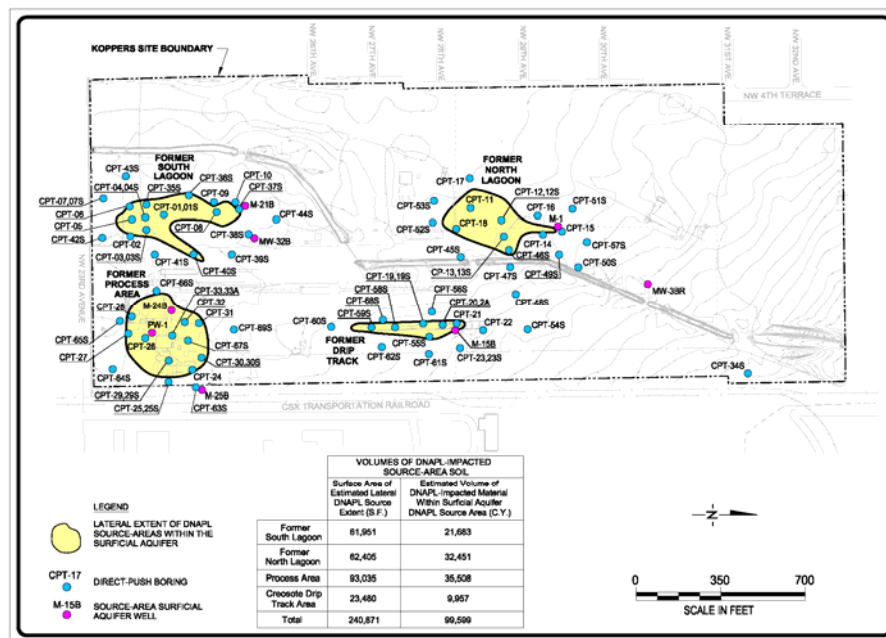 KOPPERS SITE BOUNDARY
NW 26TH AVE
NW 27TH AVE
NW 28TH AVE
NW 29TH AVE
NW 30TH AVE
NW 31ST AVE
NW 32ND AVE
NW 4TH TERRACE
NW 23RD AVENUE
FORMER
SOUTH
LAGOON
CPT-43S
CPT-04,04S
CPT-35S
CPT-36S
CPT-09
CPT-10
CPT-37S
CPT-07,07S
CPT-01,01S
M-21B
CPT-06
CPT-05
CPT-08
CPT-44S
CPT-42S
CPT-02
CPT-38S
MW-32B
CPT-03,03S
CPT-41S
CPT-40S
CPT-39S
FORMER
NORTH
LAGOON
CPT-17
CPT-11
CPT-12,12S
CPT-53S
CPT-16
CPT-51S
M-1
CPT-52S
CPT-18
CPT-15
CPT-14
CPT-57S
CPT-45S
CPT-46S
CP-13,13S
CPT-47S
CPT-49S
CPT-50S
CPT-48S
MW-3BR
FORMER
PROCESS
AREA
CPT-66S
CPT-33,33A
M-24B
CPT-32
CPT-28
CPT-31
PW-1
CPT-69S
CPT-65S
CPT-27
CPT-26
CPT-67S
CPT-30,30S
CPT-64S
CPT-24
CPT-29,29S
M-25B
CPT-25,25S
CPT-63S
CPT-19,19S
CPT-58S
CPT-56S
CPT-68S
CPT-20,2A
CPT-59S
CPT-21
CPT-60S
CPT-22
CPT-54S
FORMER
DRIP
TRACK
CPT-55S
M-15B
CPT-62S
CPT-61S
CPT-23,23S
CPT-34S
CSX TRANSPORTATION RAILROAD
VOLUMES OF DNAPL-IMPACTED
SOURCE-AREA SOIL
Surface Area of
Estimated Lateral
DNAPL Source
Extent (S.F.)
Estimated Volume of
DNAPL-Impacted Material
Within Surficial Aquifer
DNAPL Source Area (C.Y.)
Former
South Lagoon
61,951
21,683
Former
North Lagoon
62,405
32,451
Process Area
93,035
35,508
Creosote Drip
Track Area
23,480
9,957
Total
240,871
99,599
LEGEND
LATERAL EXTENT OF DNAPL
SOURCE-AREAS WITHIN THE
SURFICIAL AQUIFER
CPT-17
DIRECT-PUSH BORING
M-15B
SOURCE-AREA SURFICIAL
AQUIFER WELL
N
0
350
700
SCALE IN FEET